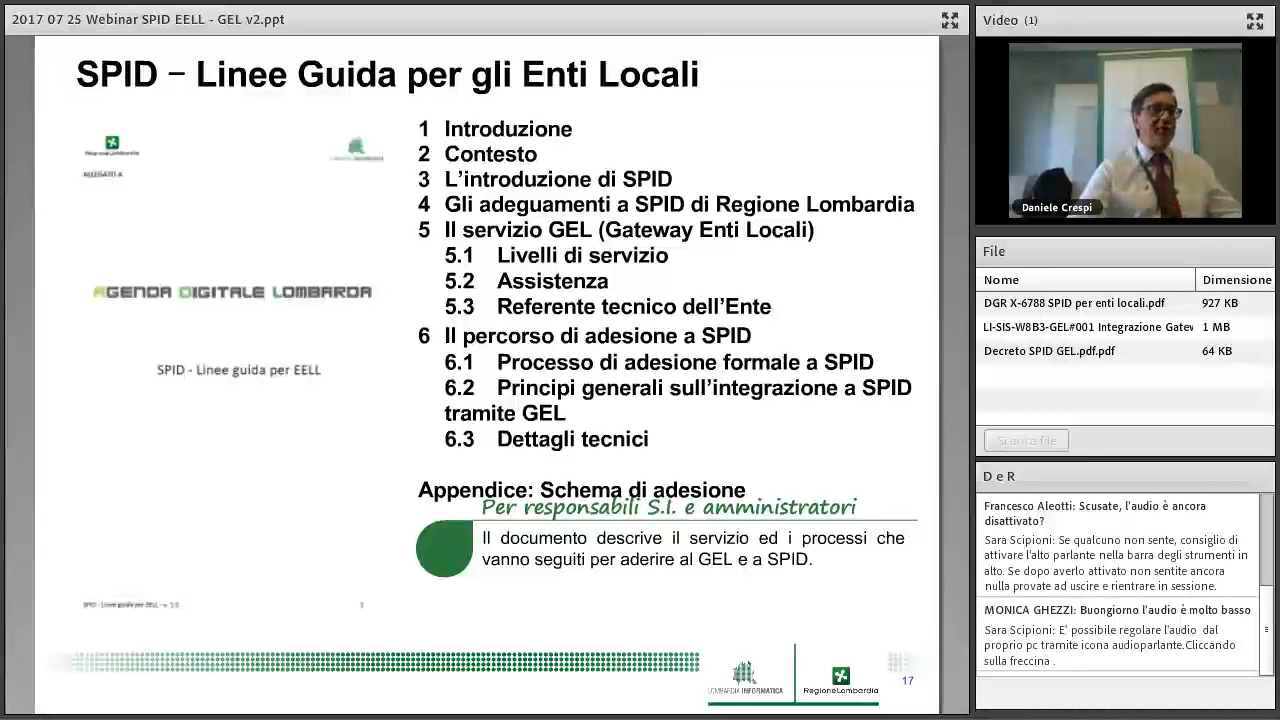 2017 07 25 Webinar SPID EELL - GEL v2.ppt
SPID – Linee Guida per gli Enti Locali
RegioneLombardia
ALLEGATO A
AGENDA DIGITALE LOMBARDA
SPID - Linee guida per EELL
1 Introduzione
2 Contesto
3 L'introduzione di SPID
4 Gli adeguamenti a SPID di Regione Lombardia
5 Il servizio GEL (Gateway Enti Locali)
5.1 Livelli di servizio
5.2 Assistenza
5.3 Referente tecnico dell'Ente
6 Il percorso di adesione a SPID
6.1 Processo di adesione formale a SPID
6.2 Principi generali sull'integrazione a SPID
tramite GEL
6.3 Dettagli tecnici
Appendice: Schema di adesione
Per responsabili S.I. e amministratori
Il documento descrive il servizio ed i processi che
vanno seguiti per aderire al GEL e a SPID.
LOMBARDIA INFORMATICA
RegioneLombardia
17
Video (1)
Daniele Crespi
File
Nome Dimensione
DGR X-6788 SPID per enti locali.pdf 927 KB
LI-SIS-W8B3-GEL#001 Integrazione Gatev 1 MB
Decreto SPID GEL.pdf.pdf 64 KB
Scarica file
D e R
Francesco Aleotti: Scusate, l'audio è ancora
disattivato?
Sara Scipioni: Se qualcuno non sente, consiglio di
attivare l'alto parlante nella barra degli strumenti in
alto. Se dopo averlo attivato non sentite ancora
nulla provate ad uscire e rientrare in sessione.
MONICA GHEZZI: Buongiorno l'audio è molto basso
Sara Scipioni: E' possibile regolare l'audio dal
proprio pc tramite icona audioparlante.Cliccando
sulla freccina .